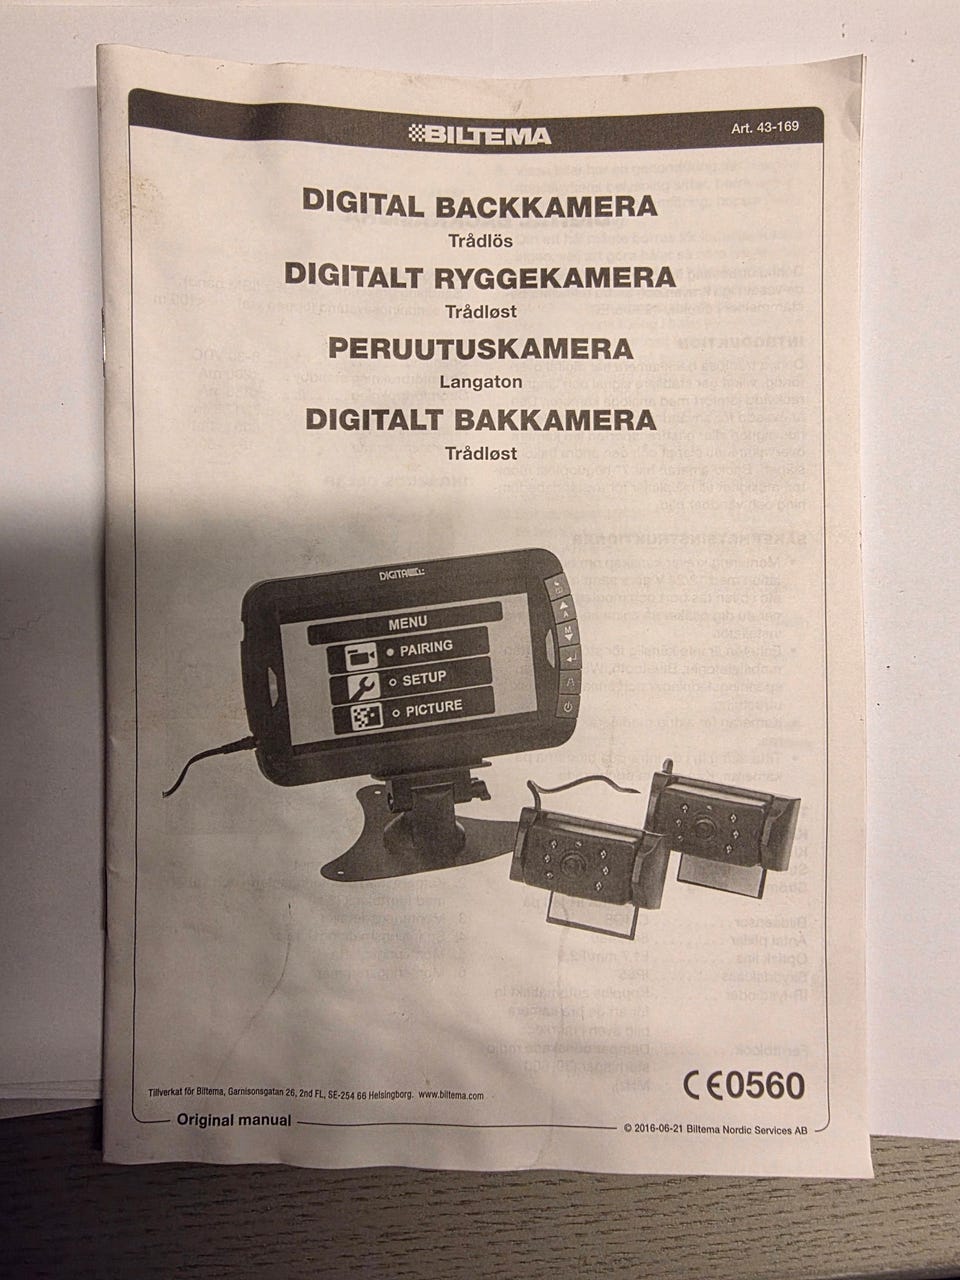 BILTEMA
Art. 43-169
DIGITAL BACKKAMERA
Trådlös
DIGITALT RYGGEKAMERA
Trådløst
PERUUTUSKAMERA
Langaton
DIGITALT BAKKAMERA
Trådløst
MENU
PAIRING
SETUP
PICTURE
A
M
Tillverkat för Biltema, Garnisonsgatan 26, 2nd FL, SE-254 66 Helsingborg. www.biltema.com
CE0560
Original manual
© 2016-06-21 Biltema Nordic Services AB